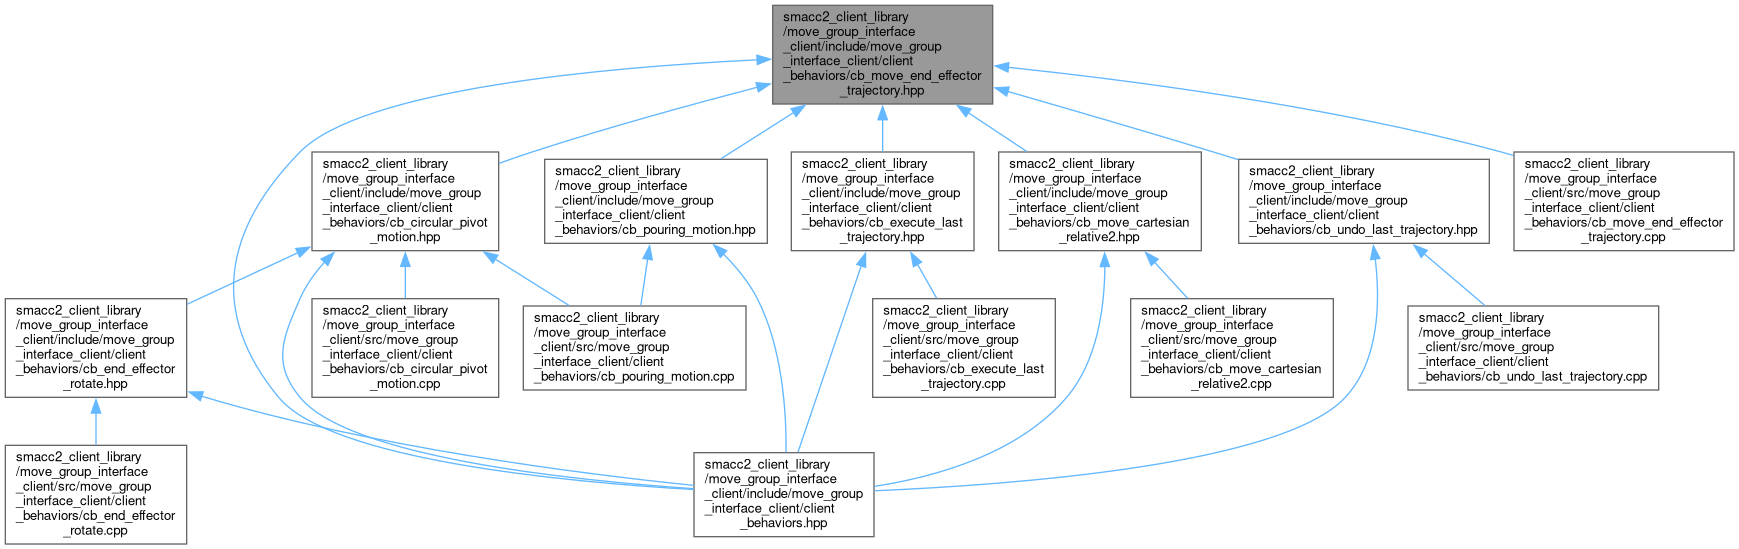 smacc2_client_library
/move_group_interface
_client/include/move_group
_interface_client/client
_behaviors/cb_move_end_effector
_trajectory.hpp
smacc2_client_library
/move_group_interface
_client/include/move_group
_interface_client/client
_behaviors/cb_circular_pivot
_motion.hpp
smacc2_client_library
/move_group_interface
_client/include/move_group
_interface_client/client
_behaviors/cb_pouring_motion.hpp
smacc2_client_library
/move_group_interface
_client/include/move_group
_interface_client/client
_behaviors/cb_execute_last
_trajectory.hpp
smacc2_client_library
/move_group_interface
_client/include/move_group
_interface_client/client
_behaviors/cb_move_cartesian
_relative2.hpp
smacc2_client_library
/move_group_interface
_client/include/move_group
_interface_client/client
_behaviors/cb_undo_last_trajectory.hpp
smacc2_client_library
/move_group_interface
_client/src/move_group
_interface_client/client
_behaviors/cb_move_end_effector
_trajectory.cpp
smacc2_client_library
/move_group_interface
_client/include/move_group
_interface_client/client
_behaviors/cb_end_effector
_rotate.hpp
smacc2_client_library
/move_group_interface
_client/src/move_group
_interface_client/client
_behaviors/cb_circular_pivot
_motion.cpp
smacc2_client_library
/move_group_interface
_client/src/move_group
_interface_client/client
_behaviors/cb_pouring_motion.cpp
smacc2_client_library
/move_group_interface
_client/src/move_group
_interface_client/client
_behaviors/cb_execute_last
_trajectory.cpp
smacc2_client_library
/move_group_interface
_client/src/move_group
_interface_client/client
_behaviors/cb_move_cartesian
_relative2.cpp
smacc2_client_library
/move_group_interface
_client/src/move_group
_interface_client/client
_behaviors/cb_undo_last_trajectory.cpp
smacc2_client_library
/move_group_interface
_client/src/move_group
_interface_client/client
_behaviors/cb_end_effector
_rotate.cpp
smacc2_client_library
/move_group_interface
_client/include/move_group
_interface_client/client
_behaviors.hpp